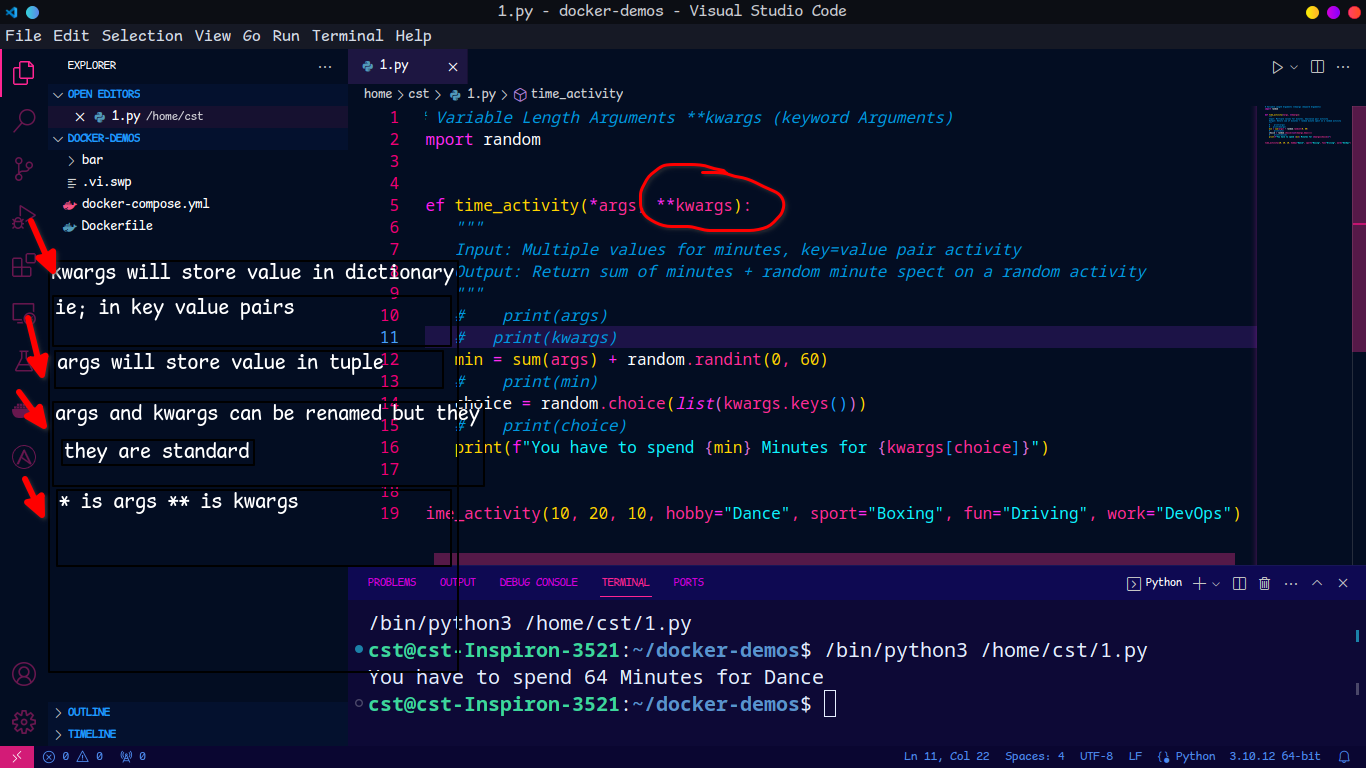 1.py - docker-demos - Visual Studio Code
File Edit Selection View Go Run Terminal Help
EXPLORER ···
OPEN EDITORS
1.py /home/cst
DOCKER-DEMOS
bar
.vi.swp
docker-compose.yml
Dockerfile
kwargs will store value in dictionary
ie; in key value pairs
args will store value in tuple
args and kwargs can be renamed but they
they are standard
* is args ** is kwargs
OUTLINE
TIMELINE
1.py
home > cst > 1.py > time_activity
1 Variable Length Arguments **kwargs (keyword Arguments)
2 mport random
3
4
5 ef time_activity(*args, **kwargs):
6 """
7 Input: Multiple values for minutes, key=value pair activity
8 Output: Return sum of minutes + random minute spect on a random activity
9 """
10 # print(args)
11 # print(kwargs)
12 min = sum(args) + random.randint(0, 60)
13 # print(min)
14 choice = random.choice(list(kwargs.keys()))
15 # print(choice)
16 print(f"You have to spend {min} Minutes for {kwargs[choice]}")
17
18
19 ime_activity(10, 20, 10, hobby="Dance", sport="Boxing", fun="Driving", work="DevOps")
PROBLEMS OUTPUT DEBUG CONSOLE TERMINAL PORTS Python
/bin/python3 /home/cst/1.py
cst@cst-Inspiron-3521:~/docker-demos$ /bin/python3 /home/cst/1.py
You have to spend 64 Minutes for Dance
cst@cst-Inspiron-3521:~/docker-demos$
0 0 0 Ln 11, Col 22 Spaces: 4 UTF-8 LF Python 3.10.12 64-bit